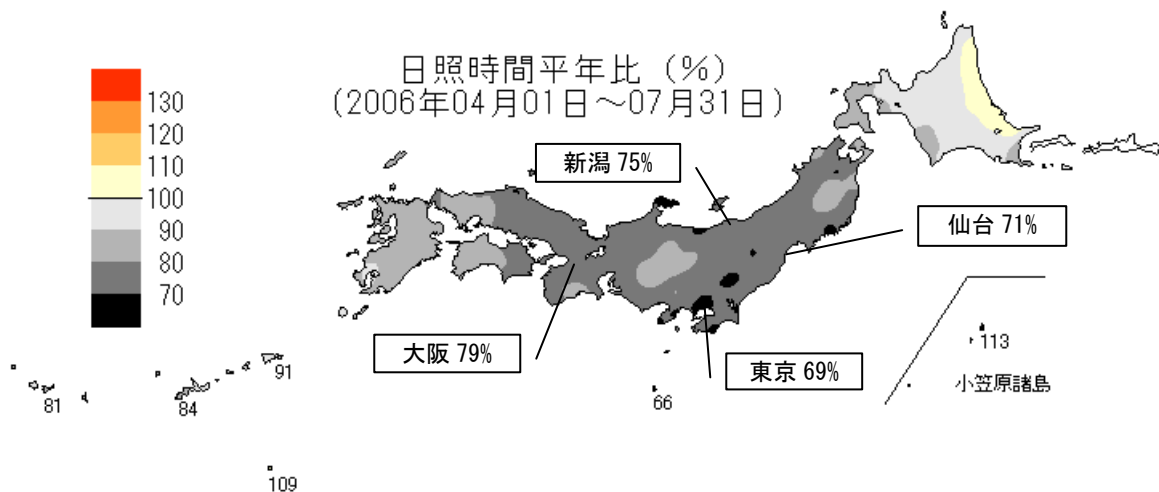 日照時間平年比 (%)
(2006年04月01日~07月31日)
130
120
110
100
90
80
70
新潟 75%
仙台 71%
大阪 79%
東京 69%
113
小笠原諸島
91
81
84
66
109